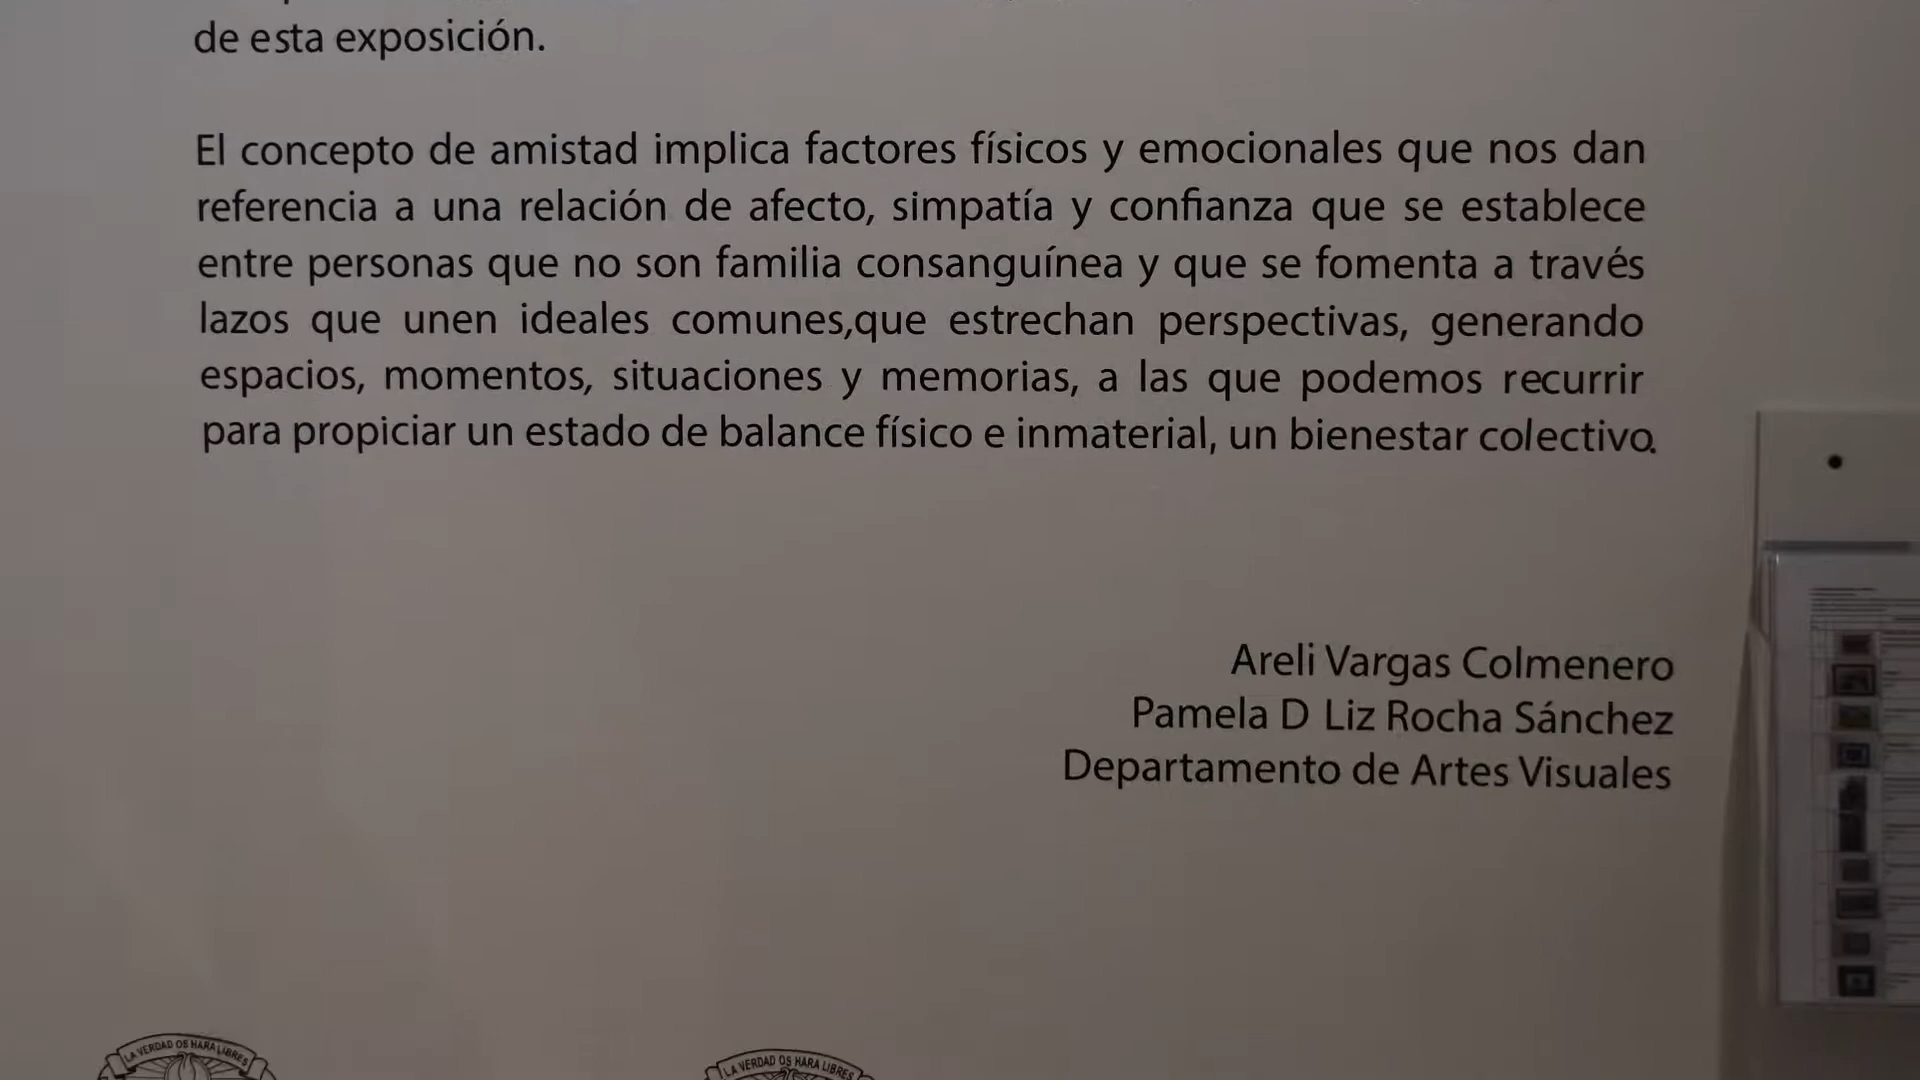 de esta exposición.
El concepto de amistad implica factores físicos y emocionales que nos dan
referencia a una relación de afecto, simpatía y confianza que se establece
entre personas que no son familia consanguínea y que se fomenta a través
lazos que unen ideales comunes,que estrechan perspectivas, generando
espacios, momentos, situaciones y memorias, a las que podemos recurrir
para propiciar un estado de balance físico e inmaterial, un bienestar colectivo.
Areli Vargas Colmenero
Pamela D Liz Rocha Sánchez
Departamento de Artes Visuales
LA VERDAD OS HARA LIBRES
LA VERDAD OS HARA LIBRES